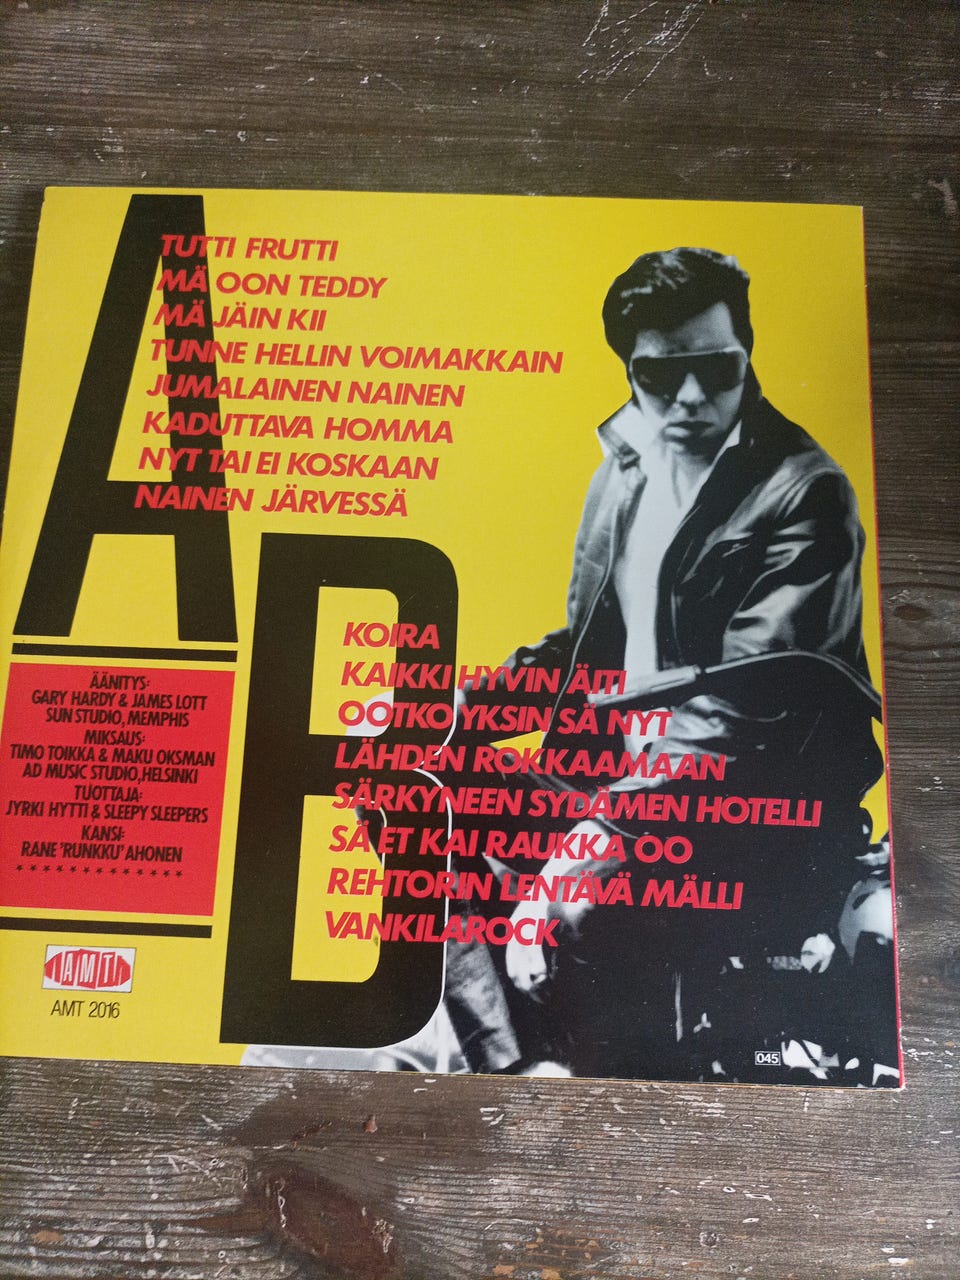 A
TUTTI FRUTTI
MÄ OON TEDDY
MÄ JÄIN KII
TUNNE HELLIN VOIMAKKAIN
JUMALAINEN NAINEN
KADUTTAVA HOMMA
NYT TAI EI KOSKAAN
NAINEN JÄRVESSÄ
B
KOIRA
KAIKKI HYVIN ÄITI
OOTKO YKSIN SÄ NYT
LÄHDEN ROKKAAMAAN
SÄRKYNEEN SYDÄMEN HOTELLI
SÄ ET KAI RAUKKA OO
REHTORIN LENTÄVÄ MÄLLI
VANKILAROCK
ÄÄNITYS:
GARY HARDY & JAMES LOTT
SUN STUDIO, MEMPHIS
MIKSAUS:
TIMO TOIKKA & MAKU OKSMAN
AD MUSIC STUDIO, HELSINKI
TUOTTAJA:
JYRKI HYTTI & SLEEPY SLEEPERS
KANSI:
RANE 'RUNKKU' AHONEN
AMT
AMT 2016
045